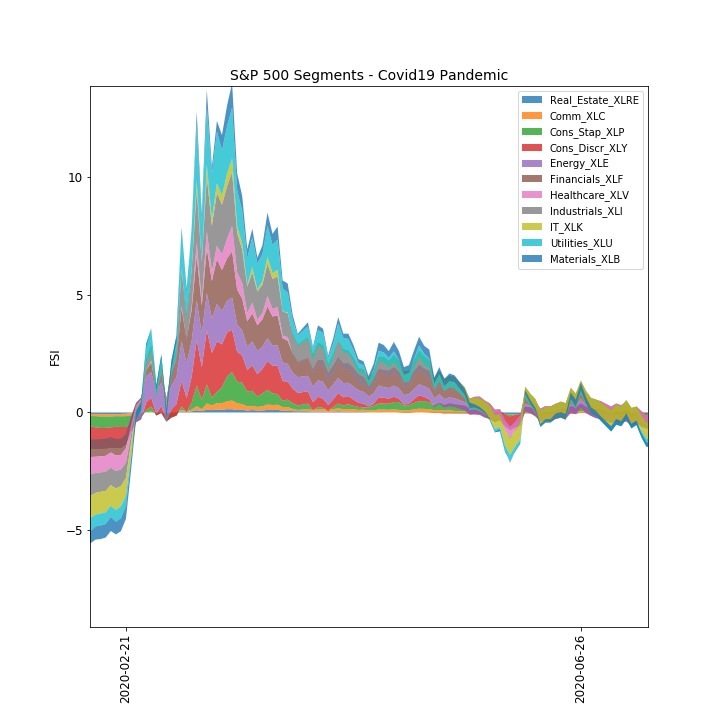 S&P 500 Segments - Covid19 Pandemic
Real_Estate_XLRE
Comm_XLC
Cons_Stap_XLP
Cons_Discr_XLY
Energy_XLE
Financials_XLF
Healthcare_XLV
Industrials_XLI
IT_XLK
Utilities_XLU
Materials_XLB
10
5
0
−5
FSI
2020-02-21
2020-06-26